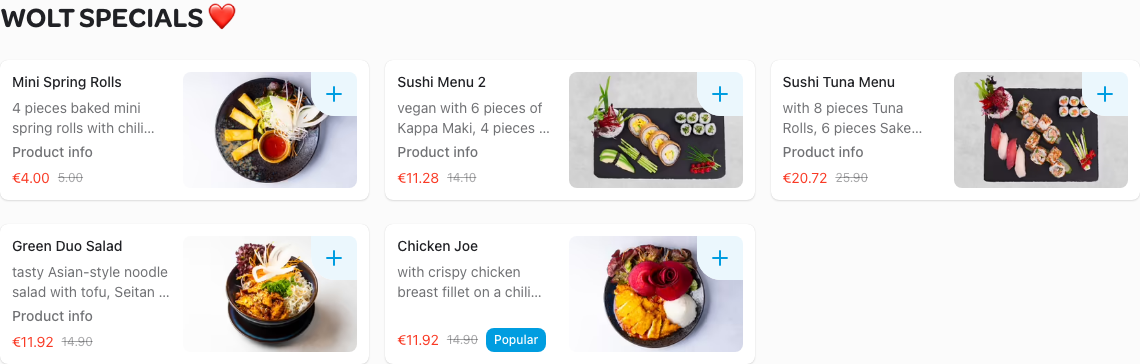 WOLT SPECIALS ❤️
Mini Spring Rolls
4 pieces baked mini
spring rolls with chili...
Product info
€4.00 5.00
Sushi Menu 2
vegan with 6 pieces of
Kappa Maki, 4 pieces ...
Product info
€11.28 14.10
Sushi Tuna Menu
with 8 pieces Tuna
Rolls, 6 pieces Sake...
Product info
€20.72 25.90
Green Duo Salad
tasty Asian-style noodle
salad with tofu, Seitan ...
Product info
€11.92 14.90
Chicken Joe
with crispy chicken
breast fillet on a chili...
€11.92 14.90 Popular